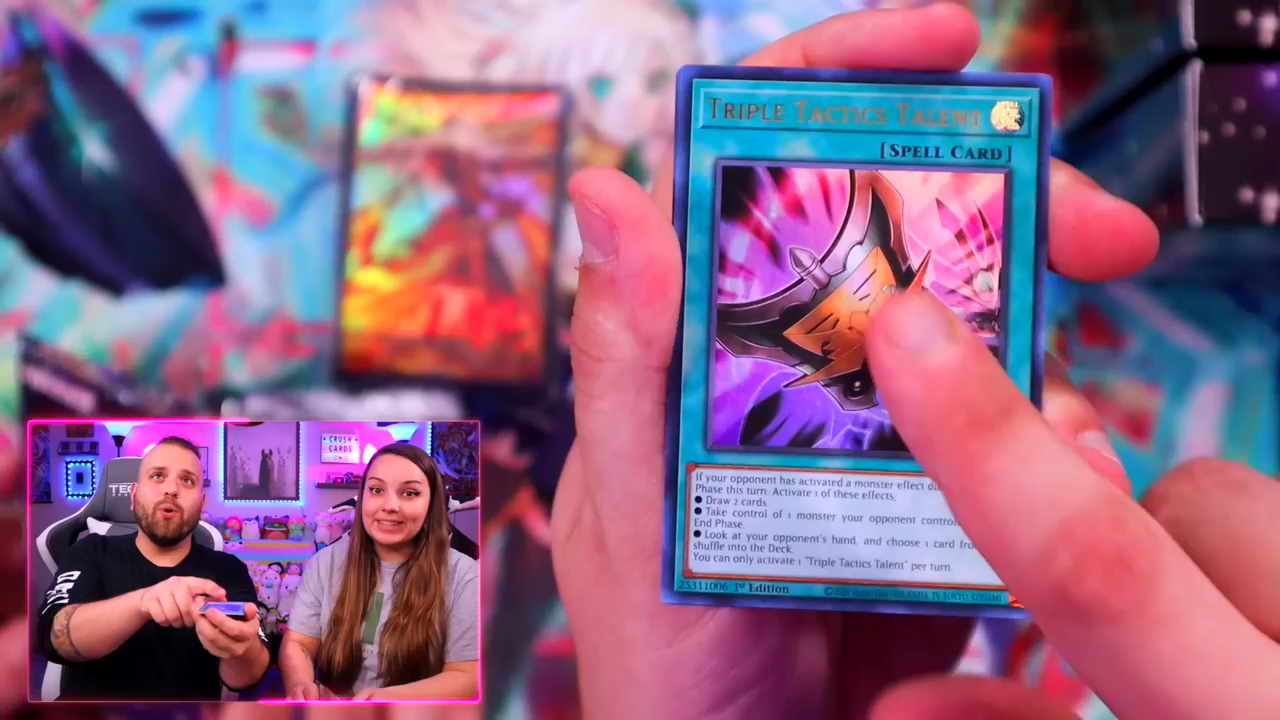 TRIPLE TACTICS TALENT
SPELL
[SPELL CARD]
If your opponent has activated a monster effect
Phase this turn: Activate 1 of these effects;
● Draw 2 cards
● Take control of 1 monster your opponent
End Phase.
● Look at your opponent's hand, and choose 1 card
shuffle into the Deck.
You can only activate 1 "Triple Tactics Talent" per turn.
25311006 1st Edition
CRUSH
CARDS